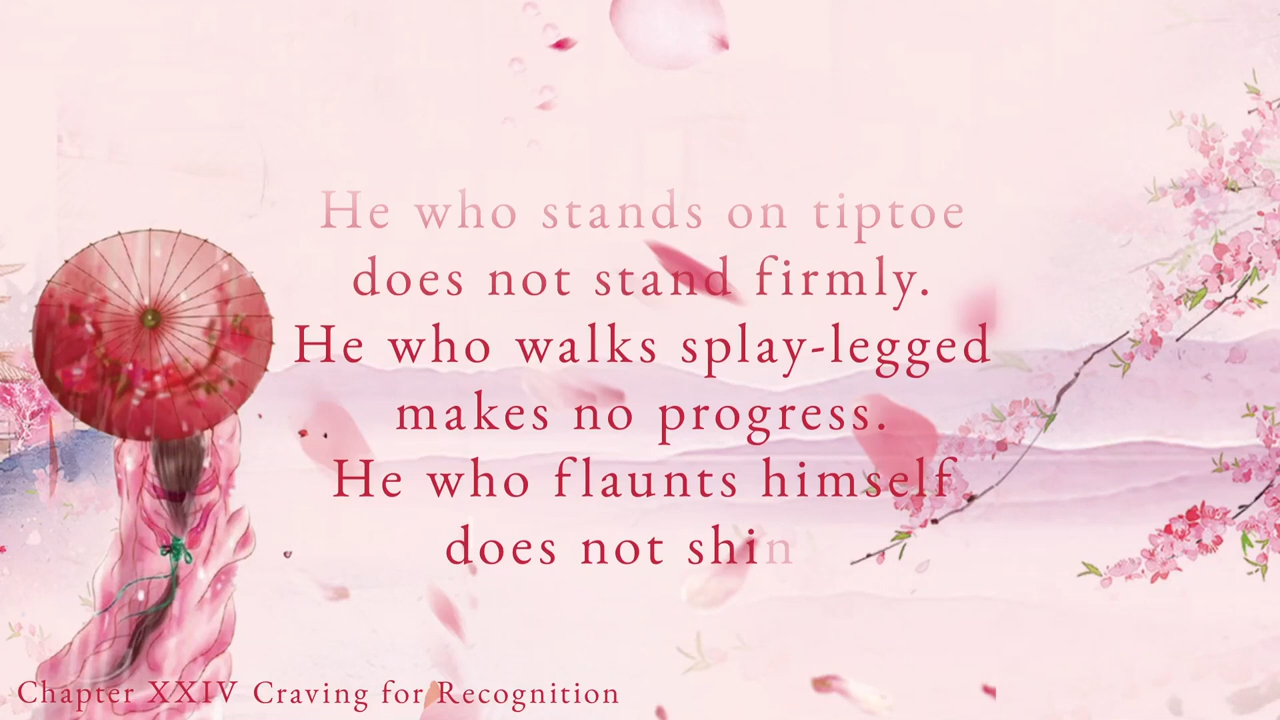 He who stands on tiptoe
does not stand firmly.
He who walks splay-legged
makes no progress.
He who flaunts himself
does not shin
Chapter XXIV Craving for Recognition